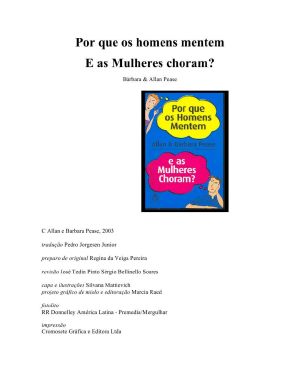 Por que os homens mentem
E as Mulheres choram?
Bárbara & Allan Pease
Por que
os Homens
Mentem
Allan & Barbara Pease
e as
Mulheres
Choram?
C Allan e Barbara Pease, 2003
tradução Pedro Jorgesen Junior
preparo de original Regina da Veiga Pereira
revisão José Tedin Pinto Sérgio Bellinello Soares
capa e ilustrações Silvana Mattievich
projeto gráfico de miolo e editoração Marcia Raed
fotolito
RR Donnelley América Latina - Premedia/Mergulhar
impressão
Cromosete Gráfica e Editora Ltda